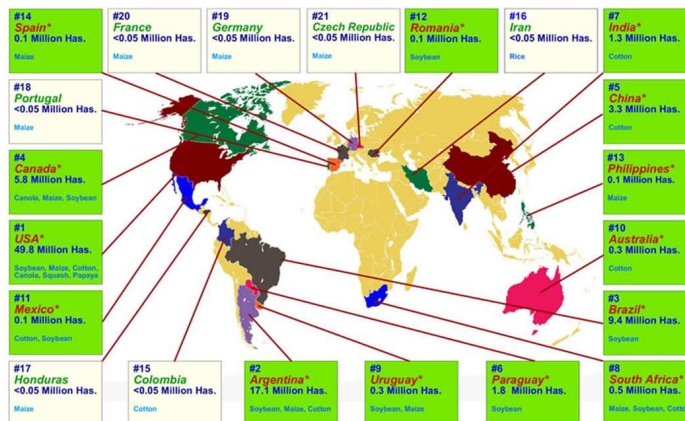 #14
Spain*
0.1 Million Has.
Maize
#20
France
<0.05 Million Has.
Maize
#19
Germany
<0.05 Million Has.
Maize
#21
Czech Republic
<0.05 Million Has.
Maize
#12
Romania*
0.1 Million Has.
Soybean
#16
Iran
<0.05 Million Has.
Rice
#7
India*
1.3 Million Has.
Cotton
#18
Portugal
<0.05 Million Has.
Maize
#5
China*
3.3 Million Has.
Cotton
#4
Canada*
5.8 Million Has.
Canola, Maize, Soybean
#13
Philippines*
0.1 Million Has.
Maize
#1
USA*
49.8 Million Has.
Soybean, Maize, Cotton,
Canola, Squash, Papaya
#10
Australia*
0.3 Million Has.
Cotton
#11
Mexico*
0.1 Million Has.
Cotton, Soybean
#3
Brazil*
9.4 Million Has.
Soybean
#17
Honduras
<0.05 Million Has.
Maize
#15
Colombia
<0.05 Million Has.
Cotton
#2
Argentina*
17.1 Million Has.
Soybean, Maize, Cotton
#9
Uruguay*
0.3 Million Has.
Soybean, Maize
#6
Paraguay*
1.8 Million Has.
Soybean
#8
South Africa*
0.5 Million Has.
Maize, Soybean, Cotto